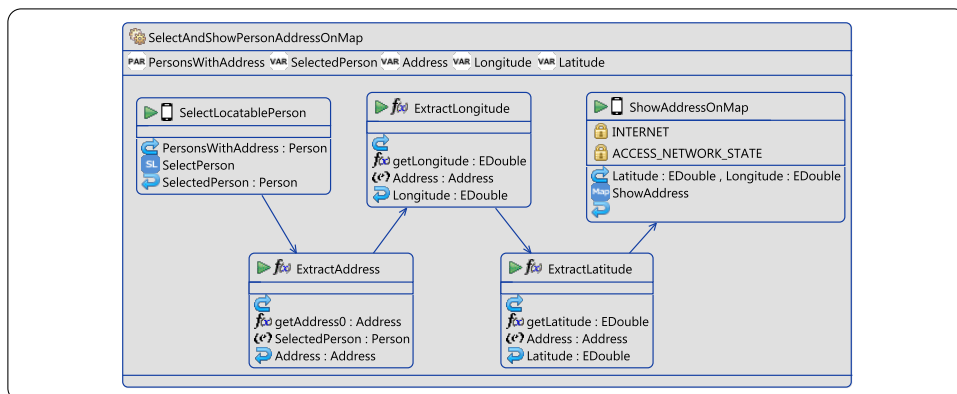 SelectAndShowPersonAddressOnMap
PAR PersonsWithAddress VAR SelectedPerson VAR Address VAR Longitude VAR Latitude
SelectLocatablePerson
PersonsWithAddress : Person
SL SelectPerson
SelectedPerson : Person
f(x) ExtractLongitude
f(x) getLongitude : EDouble
(e) Address : Address
Longitude : EDouble
ShowAddressOnMap
INTERNET
ACCESS_NETWORK_STATE
Latitude : EDouble , Longitude : EDouble
Map ShowAddress
f(x) ExtractAddress
f(x) getAddress0 : Address
(e) SelectedPerson : Person
Address : Address
f(x) ExtractLatitude
f(x) getLatitude : EDouble
(e) Address : Address
Latitude : EDouble